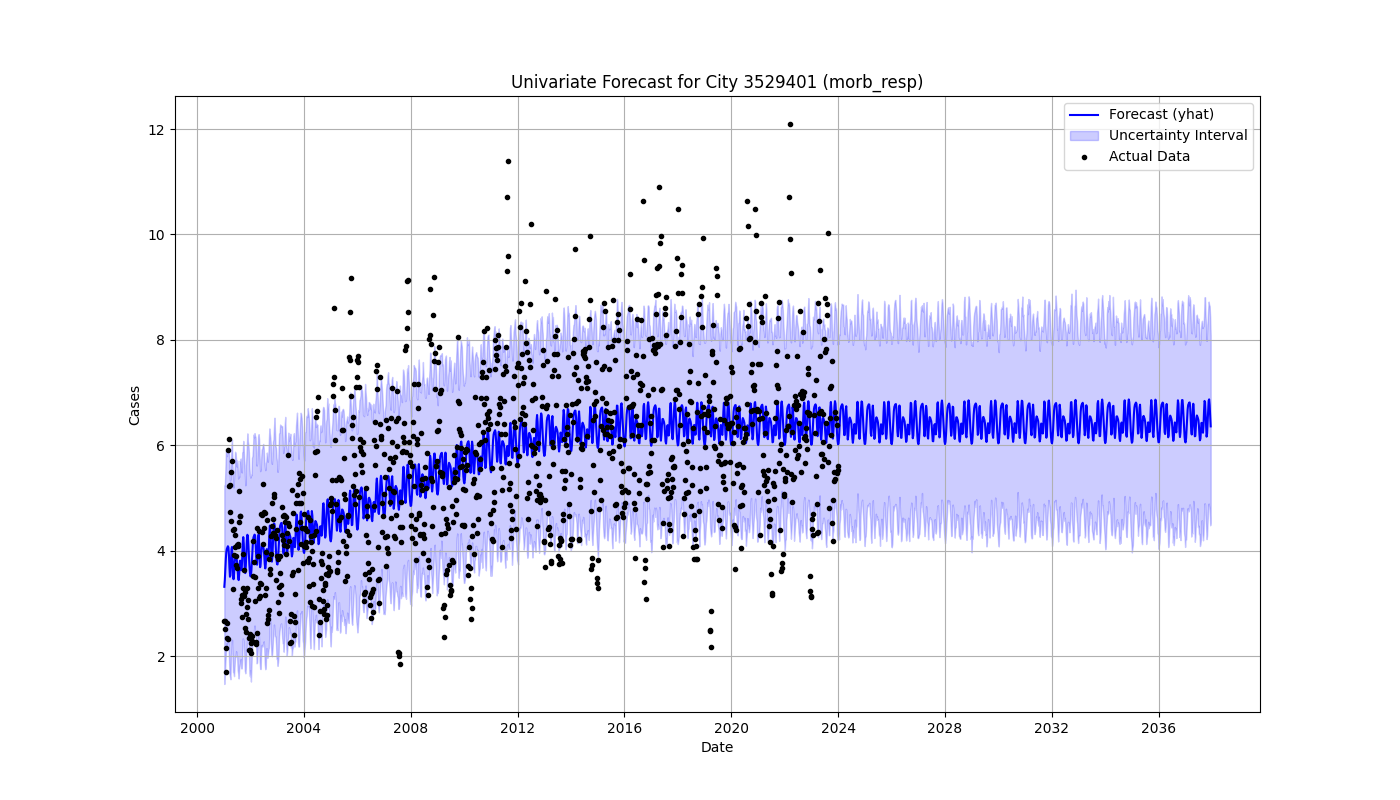 Univariate Forecast for City 3529401 (morb_resp)
Forecast (yhat)
Uncertainty Interval
Actual Data
12
10
8
6
4
2
Cases
2000 2004 2008 2012 2016 2020 2024 2028 2032 2036
Date